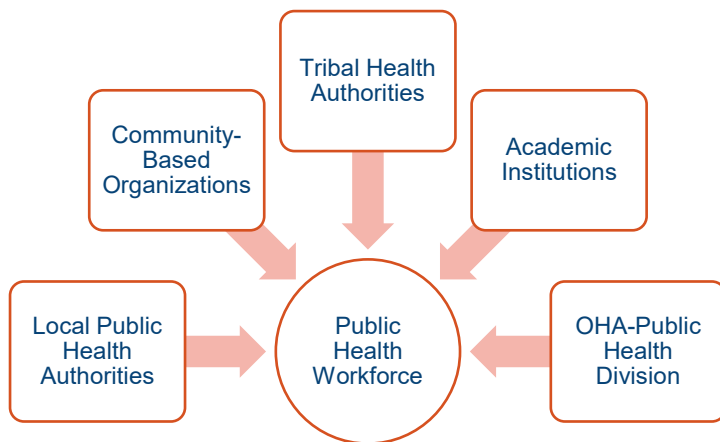 Tribal Health
Authorities
Community-
Based
Organizations
Academic
Institutions
Local Public
Health
Authorities
Public
Health
Workforce
OHA-Public
Health
Division